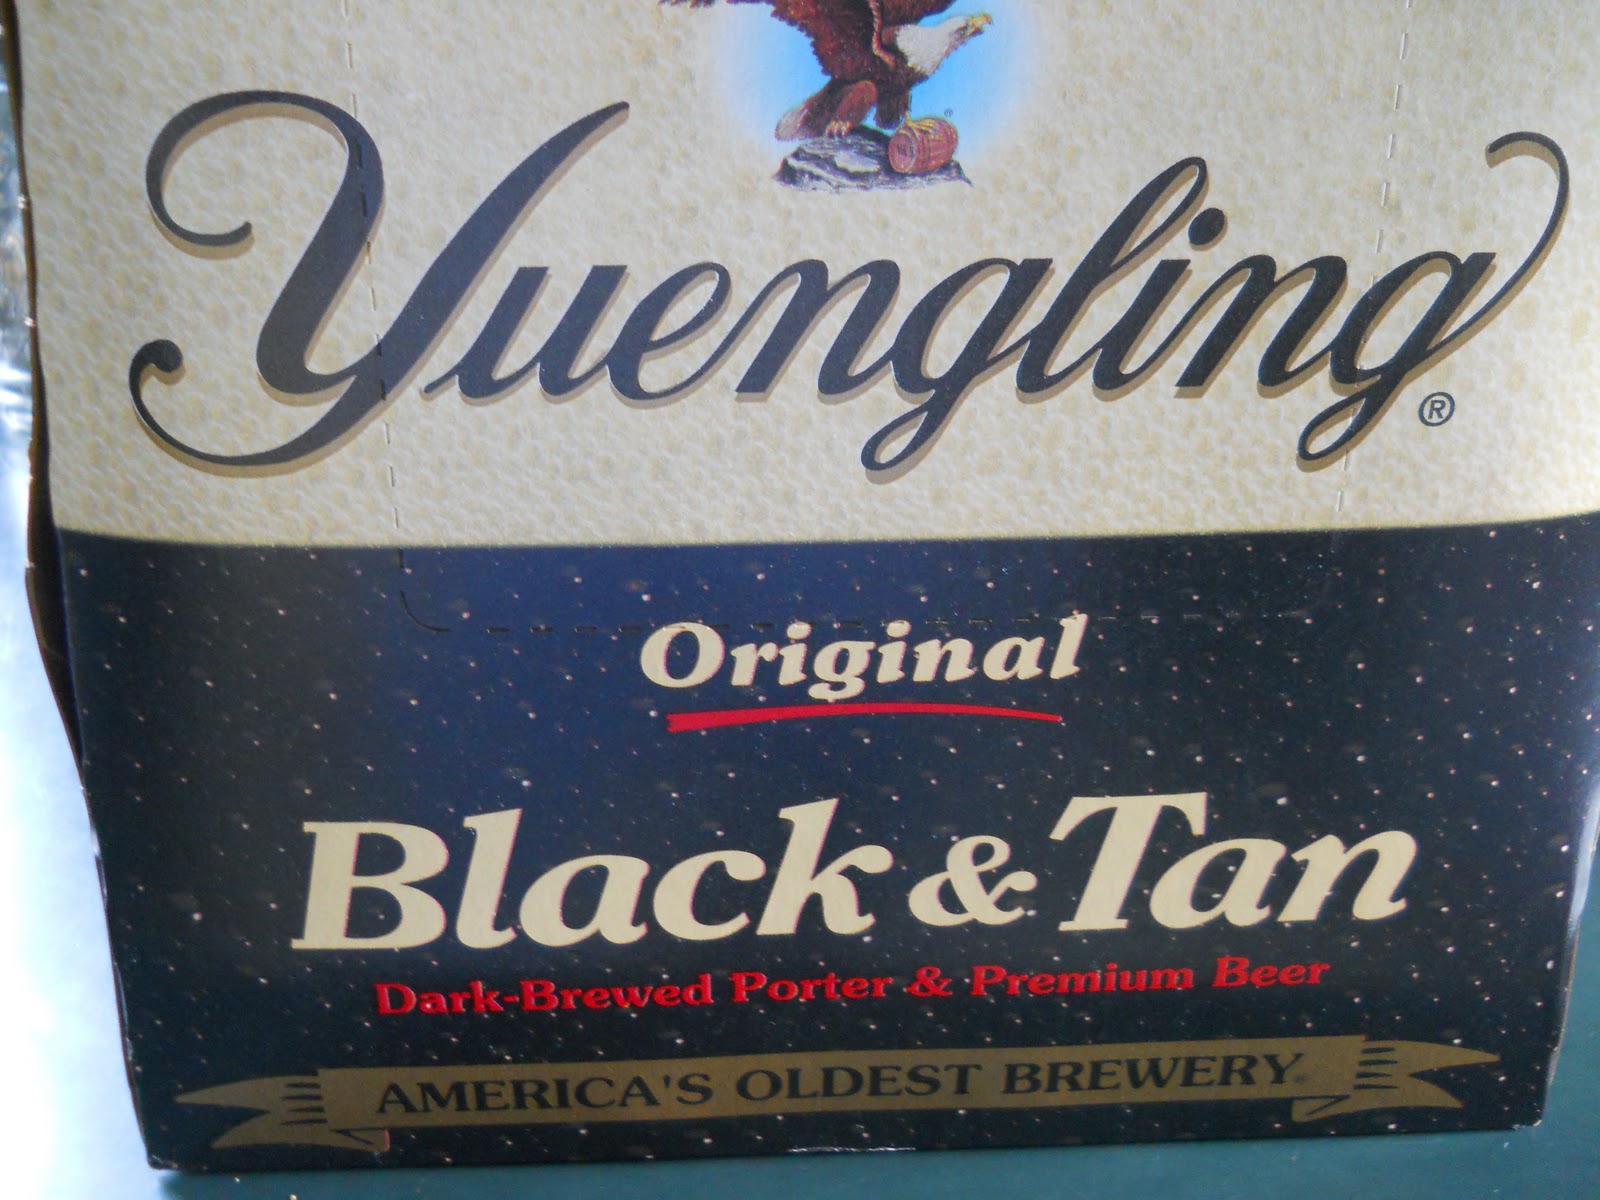 Yuengling®
Original
Black & Tan
Dark-Brewed Porter & Premium Beer
AMERICA'S OLDEST BREWERY